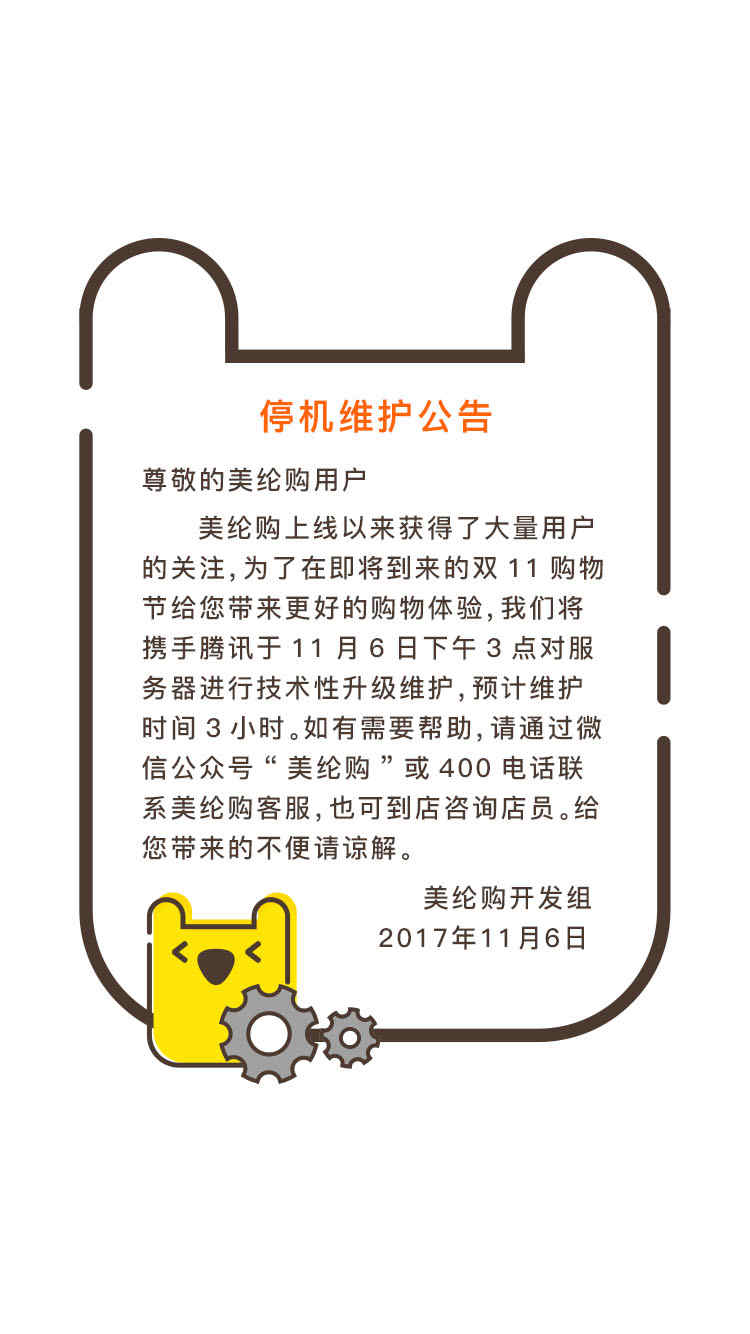 停机维护公告
尊敬的美纶购用户
美纶购上线以来获得了大量用户
的关注，为了在即将到来的双 11 购物
节给您带来更好的购物体验，我们将
携手腾讯于 11 月 6 日下午 3 点对服
务器进行技术性升级维护，预计维护
时间 3 小时。如有需要帮助，请通过微
信公众号“美纶购”或 400 电话联
系美纶购客服，也可到店咨询店员。给
您带来的不便请谅解。
美纶购开发组
2017年11月6日